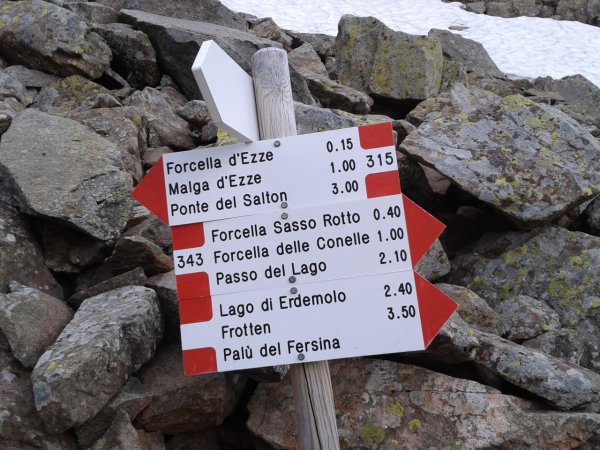 Forcella d'Ezze 0.15
Malga d'Ezze 1.00 315
Ponte del Salton 3.00
Forcella Sasso Rotto 0.40
343 Forcella delle Conelle 1.00
Passo del Lago 2.10
Lago di Erdemolo 2.40
Frotten 3.50
Palù del Fersina